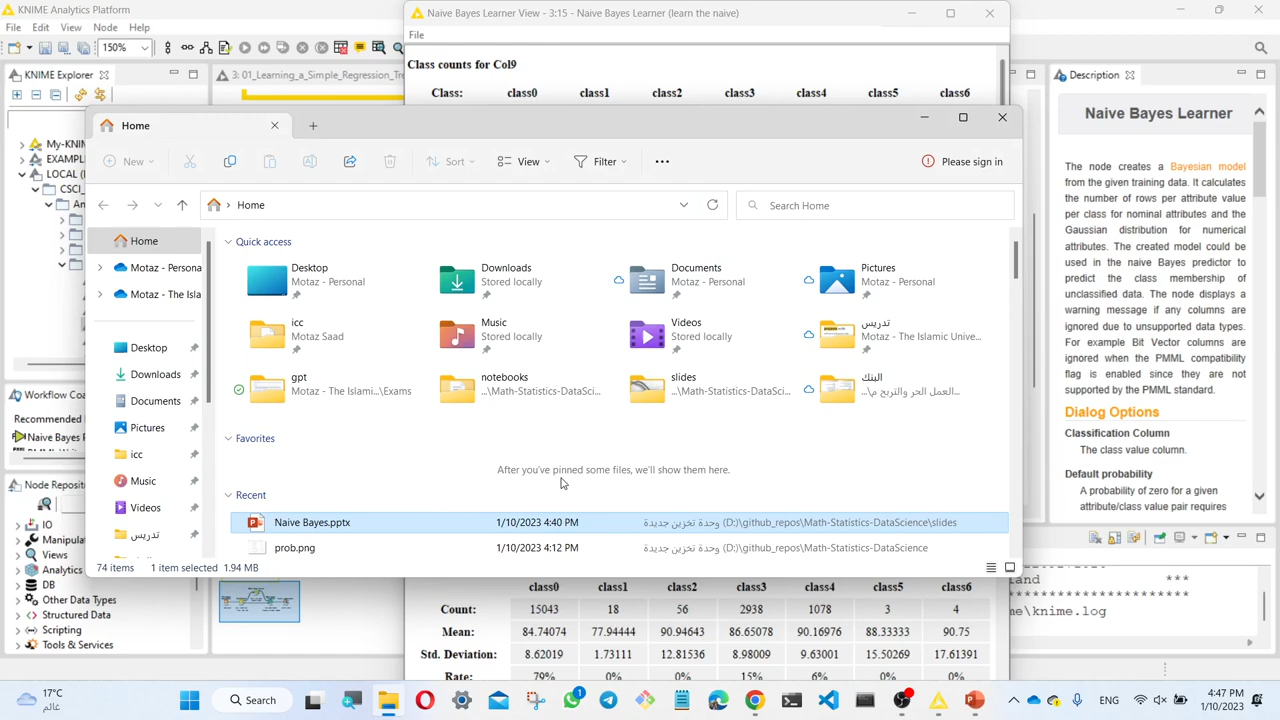 KNIME Analytics Platform
File Edit View Node Help
150%
KNIME Explorer
3: 01_Learning_a_Simple_Regression_Tre
My-KNI
EXAMPL
LOCAL (
CSCI_
An
Workflow Coa
Recommended
Naive Bayes P
Node Reposito
IO
Manipulat
Views
Analytics
DB
Other Data Types
Structured Data
Scripting
Tools & Services
Naive Bayes Learner View - 3:15 - Naive Bayes Learner (learn the naive)
File
Class counts for Col9
Class: class0 class1 class2 class3 class4 class5 class6
Home
New Sort View Filter Please sign in
Home Search Home
Home
Motaz - Persona
Motaz - The Isla
Desktop
Downloads
Documents
Pictures
icc
Music
Videos
تدريس
Quick access
Desktop
Motaz - Personal
Downloads
Stored locally
Documents
Motaz - Personal
Pictures
Motaz - Personal
icc
Motaz Saad
Music
Stored locally
Videos
Stored locally
تدريس
Motaz - The Islamic Unive...
gpt
Motaz - The Islami...\Exams
notebooks
...\Math-Statistics-DataSci...
slides
...\Math-Statistics-DataSci...
البنك
العمل الحر والتربح م\...
Favorites
After you've pinned some files, we'll show them here.
Recent
Naive Bayes.pptx 1/10/2023 4:40 PM وحدة تخزين جديدة (D:)\github_repos\Math-Statistics-DataScience\slides
prob.png 1/10/2023 4:12 PM وحدة تخزين جديدة (D:)\github_repos\Math-Statistics-DataScience
74 items 1 item selected 1.94 MB
class0 class1 class2 class3 class4 class5 class6
Count: 15043 18 56 2938 1078 3 4
Mean: 84.74074 77.94444 90.94643 86.65078 90.16976 88.33333 90.75
Std. Deviation: 8.62019 1.73111 12.81536 8.98009 9.63001 15.50269 17.61391
Rate: 79% 0% 0% 15% 6% 0% 0%
Description
Naive Bayes Learner
The node creates a Bayesian model
from the given training data. It calculates
the number of rows per attribute value
per class for nominal attributes and the
Gaussian distribution for numerical
attributes. The created model could be
used in the naive Bayes predictor to
predict the class membership of
unclassified data. The node displays a
warning message if any columns are
ignored due to unsupported data types.
For example Bit Vector columns are
ignored when the PMML compatibility
flag is enabled since they are not
supported by the PMML standard.
Dialog Options
Classification Column
The class value column.
Default probability
A probability of zero for a given
attribute/class value pair requires
and ***
**********************
me\knime.log
17°C
غائم
Search
1
ENG
4:47 PM
1/10/2023